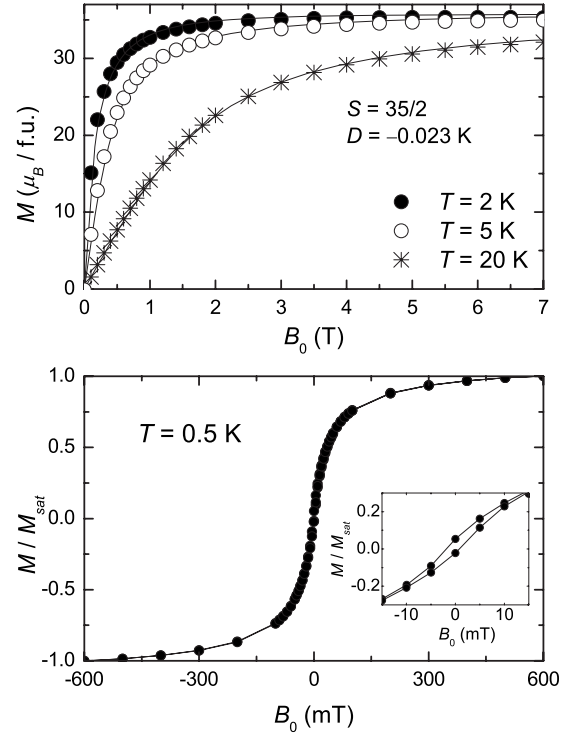 30
20
10
0
M (μB / f.u.)
S = 35/2
D = −0.023 K
T = 2 K
T = 5 K
T = 20 K
0 1 2 3 4 5 6 7
B0 (T)
1.0
0.5
0.0
-0.5
-1.0
M / Msat
T = 0.5 K
0.2
0.0
-0.2
M / Msat
-10 0 10
B0 (mT)
-600 -300 0 300 600
B0 (mT)